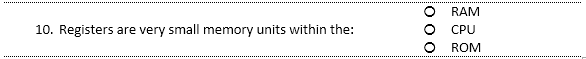 RAM
10. Registers are very small memory units within the: CPU
ROM